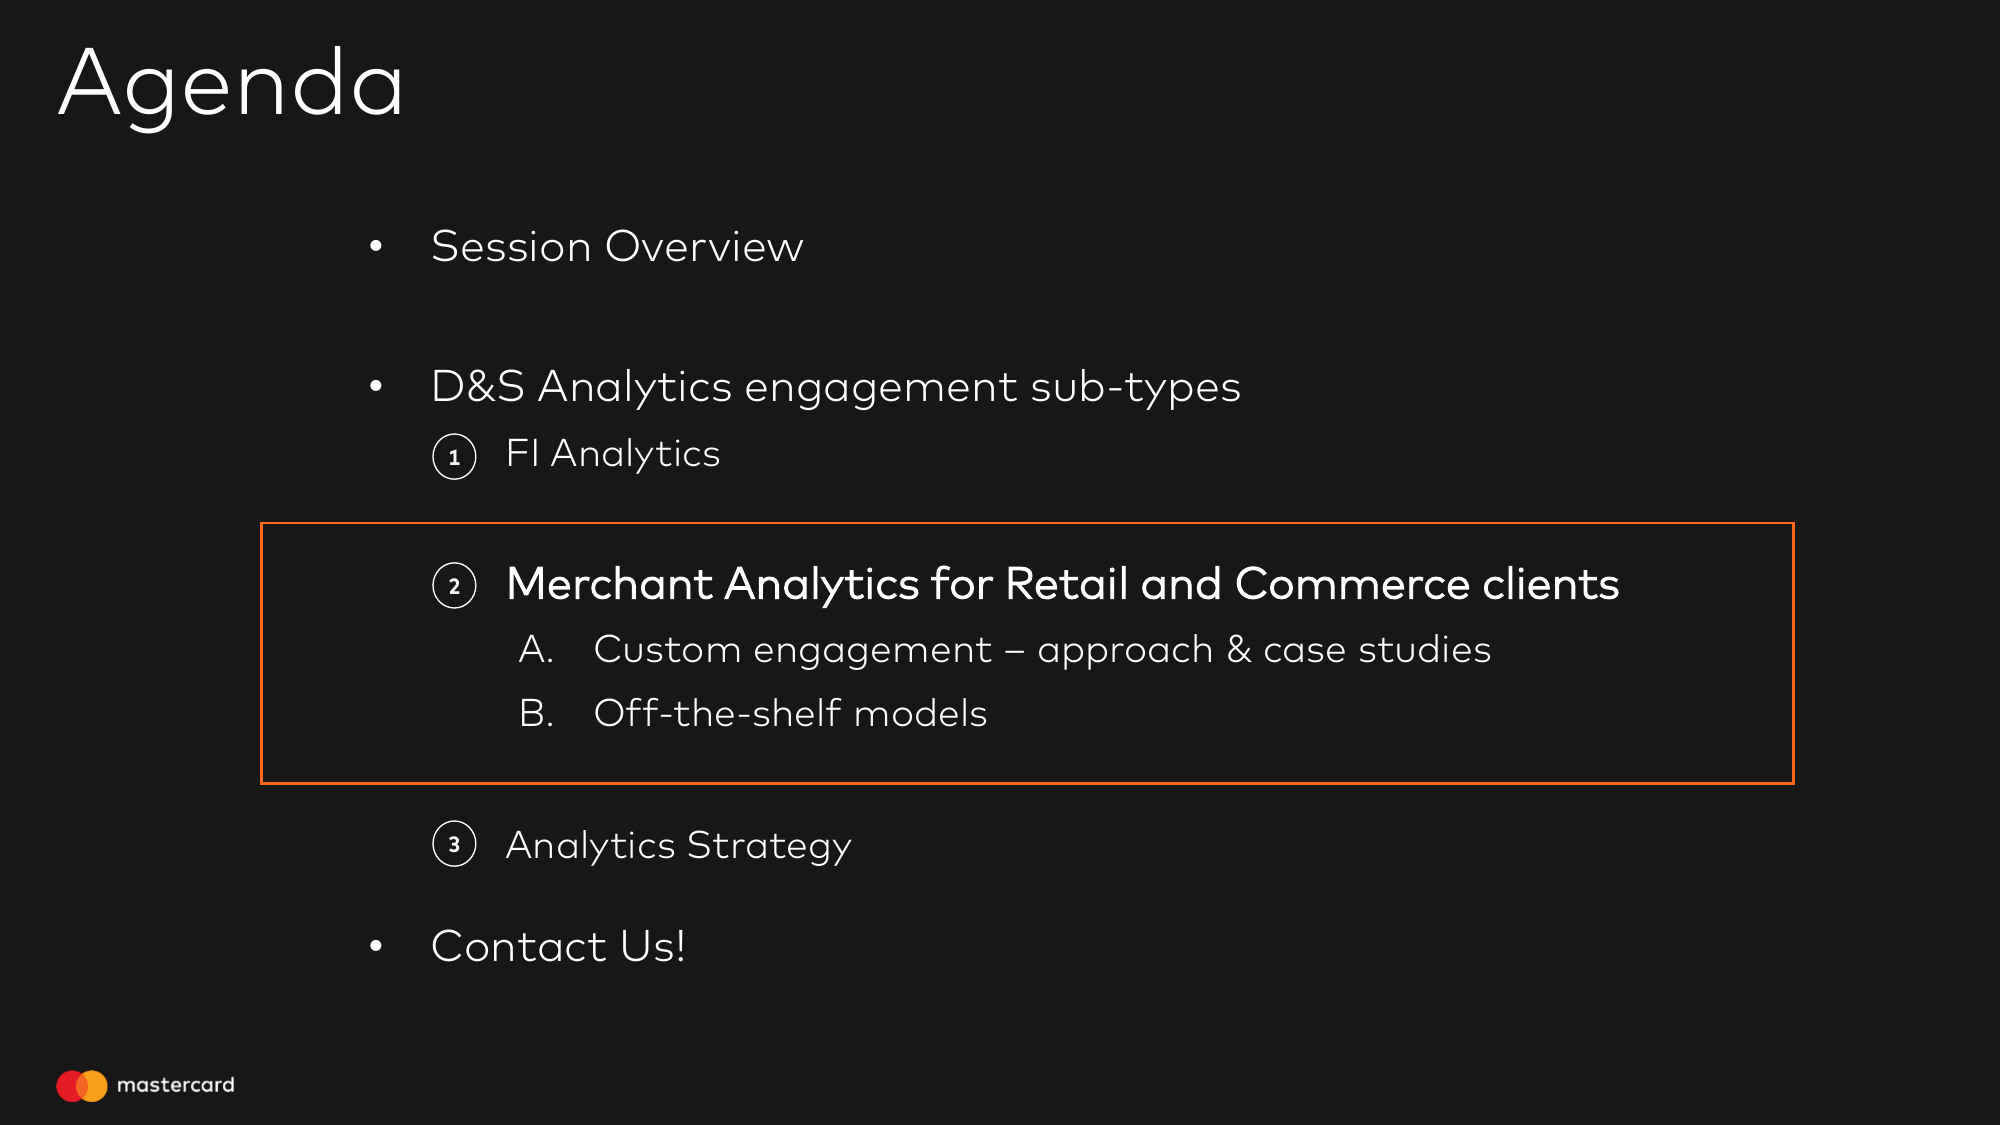 Agenda
• Session Overview
• D&S Analytics engagement sub-types
1 FI Analytics
2 Merchant Analytics for Retail and Commerce clients
A. Custom engagement – approach & case studies
B. Off-the-shelf models
3 Analytics Strategy
• Contact Us!
mastercard